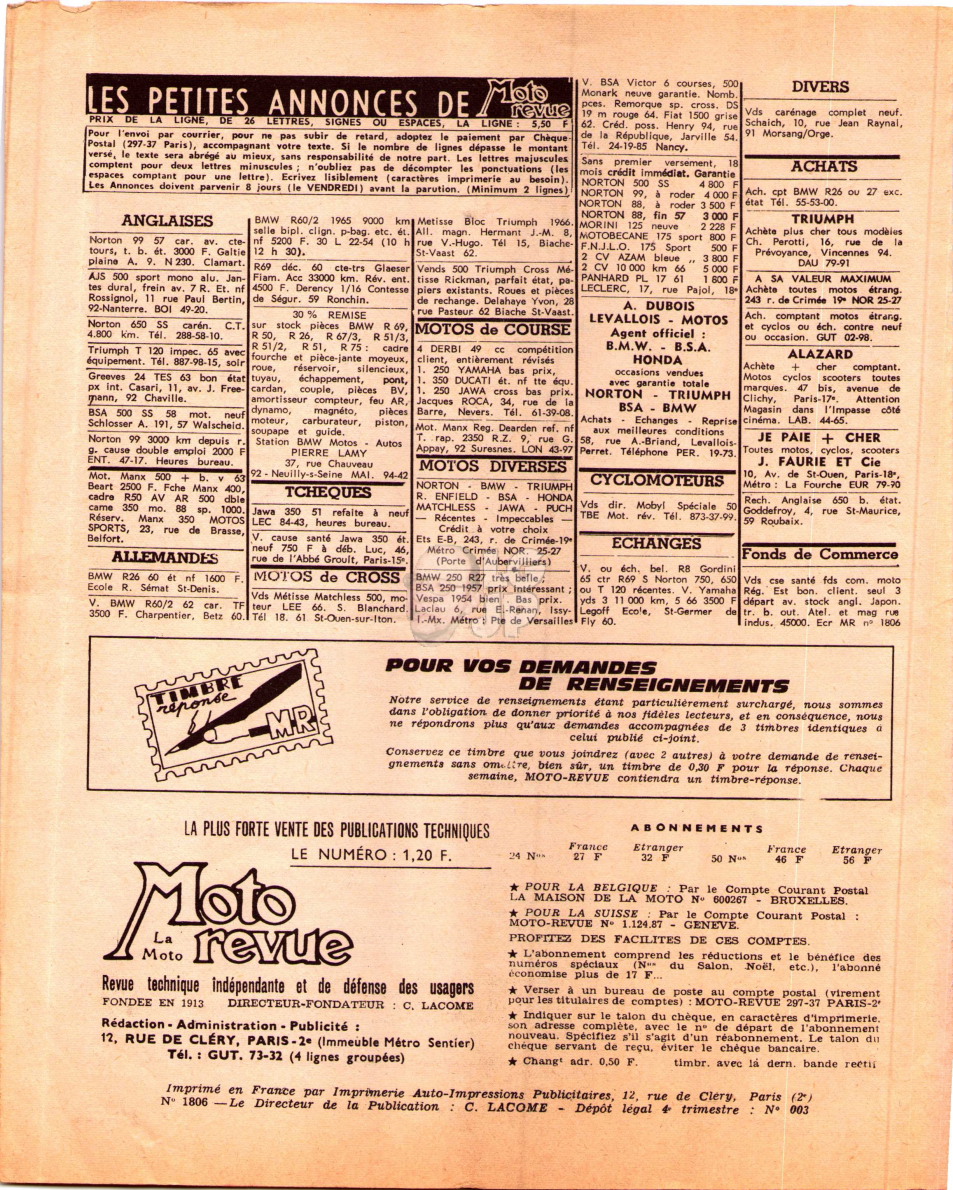 LES PETITES ANNONCES DE Moto revue
PRIX DE LA LIGNE, DE 26 LETTRES, SIGNES OU ESPACES, LA LIGNE : 5,50 F
Pour l'envoi par courrier, pour ne pas subir de retard, adoptez le paiement par Chèque-
Postal (297-37 Paris), accompagnant votre texte. Si le nombre de lignes dépasse le montant
versé, le texte sera abrégé au mieux, sans responsabilité de notre part. Les lettres majuscules
comptent pour deux lettres minuscules ; n'oubliez pas de décompter les ponctuations (les
espaces comptant pour une lettre). Ecrivez lisiblement (caractères imprimerie au besoin).
Les Annonces doivent parvenir 8 jours (le VENDREDI) avant la parution. (Minimum 2 lignes)
ANGLAISES
Norton 99 57 car. av. cte-
tours, t. b. ét. 3000 F. Galtie
plaine A. 9. N 230. Clamart.
AJS 500 sport mono alu. Jan-
tes dural, frein av. 7 R. Et. nf
Rossignol, 11 rue Paul Bertin,
92-Nanterre. BOI 49-20.
Norton 650 SS carén. C.T.
4.800 km. Tél. 288-58-10.
Triumph T 120 impec. 65 avec
équipement. Tél. 887-98-15, soir
Greeves 24 TES 63 bon état
px int. Casari, 11, av. J. Free-
mann, 92 Chaville.
BSA 500 SS 58 mot. neuf
Schlosser A. 191, 57 Walscheid.
Norton 99 3000 km depuis r.
g. cause double emploi 2000 F
ENT. 47-17. Heures bureau.
Mot. Manx 500 + b. v 63
Beart 2500 F. Fche Manx 400,
cadre R50 AV AR 500 dble
came 350 mo. 88 sp. 1000.
Réserv. Manx 350 MOTOS
SPORTS, 23, rue de Brasse,
Belfort.
ALLEMANDES
BMW R26 60 ét nf 1600 F.
Ecole R. Sémat St-Denis.
V. BMW R60/2 62 car. TF
3500 F. Charpentier, Betz 60.
BMW R60/2 1965 9000 km
selle bipl. clign. p-bag. etc. ét.
nf 5200 F. 30 L 22-54 (10 h
12 h 30).
R69 déc. 60 cte-trs Glaeser
Fiam. Acc 33000 km. Rév. ent.
4500 F. Derency 1/16 Contesse
de Ségur. 59 Ronchin.
30 % REMISE
sur stock pièces BMW R 69,
R 50, R 26, R 67/3, R 51/3,
R 51/2, R 51, R 75 : cadre
fourche et pièce-jante moyeux,
roue, réservoir, silencieux,
tuyau, échappement, pont,
cardan, couple, pièces BV,
amortisseur compteur, feu AR,
dynamo, magnéto, pièces
moteur, carburateur, piston,
soupape et guide.
Station BMW Motos - Autos
PIERRE LAMY
37, rue Chauveau
92 - Neuilly-s-Seine MAI. 94-42
TCHEQUES
Jawa 350 51 refaite à neuf
LEC 84-43, heures bureau.
V. cause santé Jawa 350 ét.
neuf 750 F à déb. Luc, 46,
rue de l'Abbé Groult, Paris-15e.
MOTOS de CROSS
Vds Métisse Matchless 500, mo-
teur LEE 66. S. Blanchard.
Tél 18. 61 St-Ouen-sur-Iton.
Metisse Bloc Triumph 1966.
All. magn. Hermant J.-M. 8,
rue V.-Hugo. Tél 15, Biache-
St-Vaast 62.
Vends 500 Triumph Cross Mé-
tisse Rickman, parfait état, pa-
piers existants. Roues et pièces
de rechange. Delahaye Yvon, 28
rue Pasteur 62 Biache St-Vaast.
MOTOS de COURSE
4 DERBI 49 cc compétition
client, entièrement révisés
1. 250 YAMAHA bas prix,
1. 350 DUCATI ét. nf tte équ.
1. 250 JAWA cross bas prix.
Jacques ROCA, 34, rue de la
Barre, Nevers. Tél. 61-39-08.
Mot. Manx Reg. Dearden ref. nf
T. rap. 2350 R.Z. 9, rue G.
Appay, 92 Suresnes. LON 43-97
MOTOS DIVERSES
NORTON - BMW - TRIUMPH
R. ENFIELD - BSA - HONDA
MATCHLESS - JAWA - PUCH
— Récentes - Impeccables —
Crédit à votre choix
Ets E-B, 243, r. de Crimée-19e
Métro Crimée NOR. 25-27
(Porte d'Aubervilliers)
BMW 250 R27 très belle ;
BSA 250 1957 prix intéressant ;
Vespa 1954 bien . Bas prix.
Laclau 6, rue E.-Renan, Issy-
l.-Mx. Métro : Pte de Versailles
V. BSA Victor 6 courses, 500
Monark neuve garantie. Nomb.
pces. Remorque sp. cross. DS
19 m rouge 64. Fiat 1500 grise
62. Créd. poss. Henry 94, rue
de la République, Jarville 54.
Tél. 24-19-85 Nancy.
Sans premier versement, 18
mois crédit immédiat. Garantie
NORTON 500 SS 4 800 F
NORTON 99, à roder 4 000 F
NORTON 88, à roder 3 500 F
NORTON 88, fin 57 3 000 F
MORINI 125 neuve 2 228 F
MOTOBECANE 175 sport 800 F
F.N.J.L.O. 175 Sport 500 F
2 CV AZAM bleue ,, 3 800 F
2 CV 10 000 km 66 5 000 F
PANHARD PL 17 61 1 800 F
LECLERC, 17, rue Pajol, 18e
A. DUBOIS
LEVALLOIS - MOTOS
Agent officiel :
B.M.W. - B.S.A.
HONDA
occasions vendues
avec garantie totale
NORTON - TRIUMPH
BSA - BMW
Achats - Echanges - Reprise
aux meilleures conditions
58, rue A.-Briand, Levallois-
Perret. Téléphone PER. 19-73.
CYCLOMOTEURS
Vds dir. Mobyl Spéciale 50
TBE Mot. rév. Tél. 873-37-99.
ECHANGES
V. ou éch. bel. R8 Gordini
65 ctr R69 S Norton 750, 650
ou T 120 récentes. V. Yamaha
yds 3 11 000 km, 5 66 3500 F
Legoff Ecole, St-Germer de
Fly 60.
DIVERS
Vds carénage complet neuf.
Schaich, 10, rue Jean Raynal,
91 Morsang/Orge.
ACHATS
Ach. cpt BMW R26 ou 27 exc.
état Tél. 55-53-00.
TRIUMPH
Achète plus cher tous modèles
Ch. Perotti, 16, rue de la
Prévoyance, Vincennes 94.
DAU 79-91
A SA VALEUR MAXIMUM
Achète toutes motos étrang.
243 r. de Crimée 19e NOR 25-27
Ach. comptant motos étrang.
et cyclos ou éch. contre neuf
ou occasion. GUT 02-98.
ALAZARD
Achète + cher comptant.
Motos cyclos scooters toutes
marques. 47 bis, avenue de
Clichy, Paris-17e. Attention
Magasin dans l'Impasse côté
cinéma. LAB. 44-65.
JE PAIE + CHER
Toutes motos, cyclos, scooters
J. FAURIE ET Cie
10, Av. de St-Ouen, Paris-18e,
Métro : La Fourche EUR 79-90
Rech. Anglaise 650 b. état.
Goddefroy, 4, rue St-Maurice,
59 Roubaix.
Fonds de Commerce
Vds cse santé fds com. moto
Rég. Est bon. client. seul 3
départ av. stock angl. Japon.
tr. b. out. Atel. et mag rue
indus. 45000. Ecr MR n° 1806
TIMBRE
réponse
MR
POUR VOS DEMANDES
DE RENSEIGNEMENTS
Notre service de renseignements étant particulièrement surchargé, nous sommes
dans l'obligation de donner priorité à nos fidèles lecteurs, et en conséquence, nous
ne répondrons plus qu'aux demandes accompagnées de 3 timbres identiques à
celui publié ci-joint.
Conservez ce timbre que vous joindrez (avec 2 autres) à votre demande de rensei-
gnements sans omettre, bien sûr, un timbre de 0,30 F pour la réponse. Chaque
semaine, MOTO-REVUE contiendra un timbre-réponse.
LA PLUS FORTE VENTE DES PUBLICATIONS TECHNIQUES
LE NUMÉRO : 1,20 F.
Moto
La Moto revue
Revue technique indépendante et de défense des usagers
FONDEE EN 1913 DIRECTEUR-FONDATEUR : C. LACOME
Rédaction - Administration - Publicité :
12, RUE DE CLÉRY, PARIS-2e (Immeuble Métro Sentier)
Tél. : GUT. 73-32 (4 lignes groupées)
ABONNEMENTS
France Etranger France Etranger
24 Nos 27 F 32 F 50 Nos 46 F 56 F
★ POUR LA BELGIQUE : Par le Compte Courant Postal
LA MAISON DE LA MOTO N° 600267 - BRUXELLES.
★ POUR LA SUISSE : Par le Compte Courant Postal :
MOTO-REVUE N° 1.124.87 - GENEVE.
PROFITEZ DES FACILITES DE CES COMPTES.
★ L'abonnement comprend les réductions et le bénéfice des
numéros spéciaux (Nos du Salon, Noël, etc.), l'abonné
économise plus de 17 F...
★ Verser à un bureau de poste au compte postal (virement
pour les titulaires de comptes) : MOTO-REVUE 297-37 PARIS-2e
★ Indiquer sur le talon du chèque, en caractères d'imprimerie,
son adresse complète, avec le n° de départ de l'abonnement
nouveau. Spécifiez s'il s'agit d'un réabonnement. Le talon du
chèque servant de reçu, éviter le chèque bancaire.
★ Changt adr. 0,50 F. timbr. avec la dern. bande rectif
Imprimé en France par Imprimerie Auto-Impressions Publicitaires, 12, rue de Cléry, Paris (2e)
N° 1806 — Le Directeur de la Publication : C. LACOME - Dépôt légal 4e trimestre : N° 003